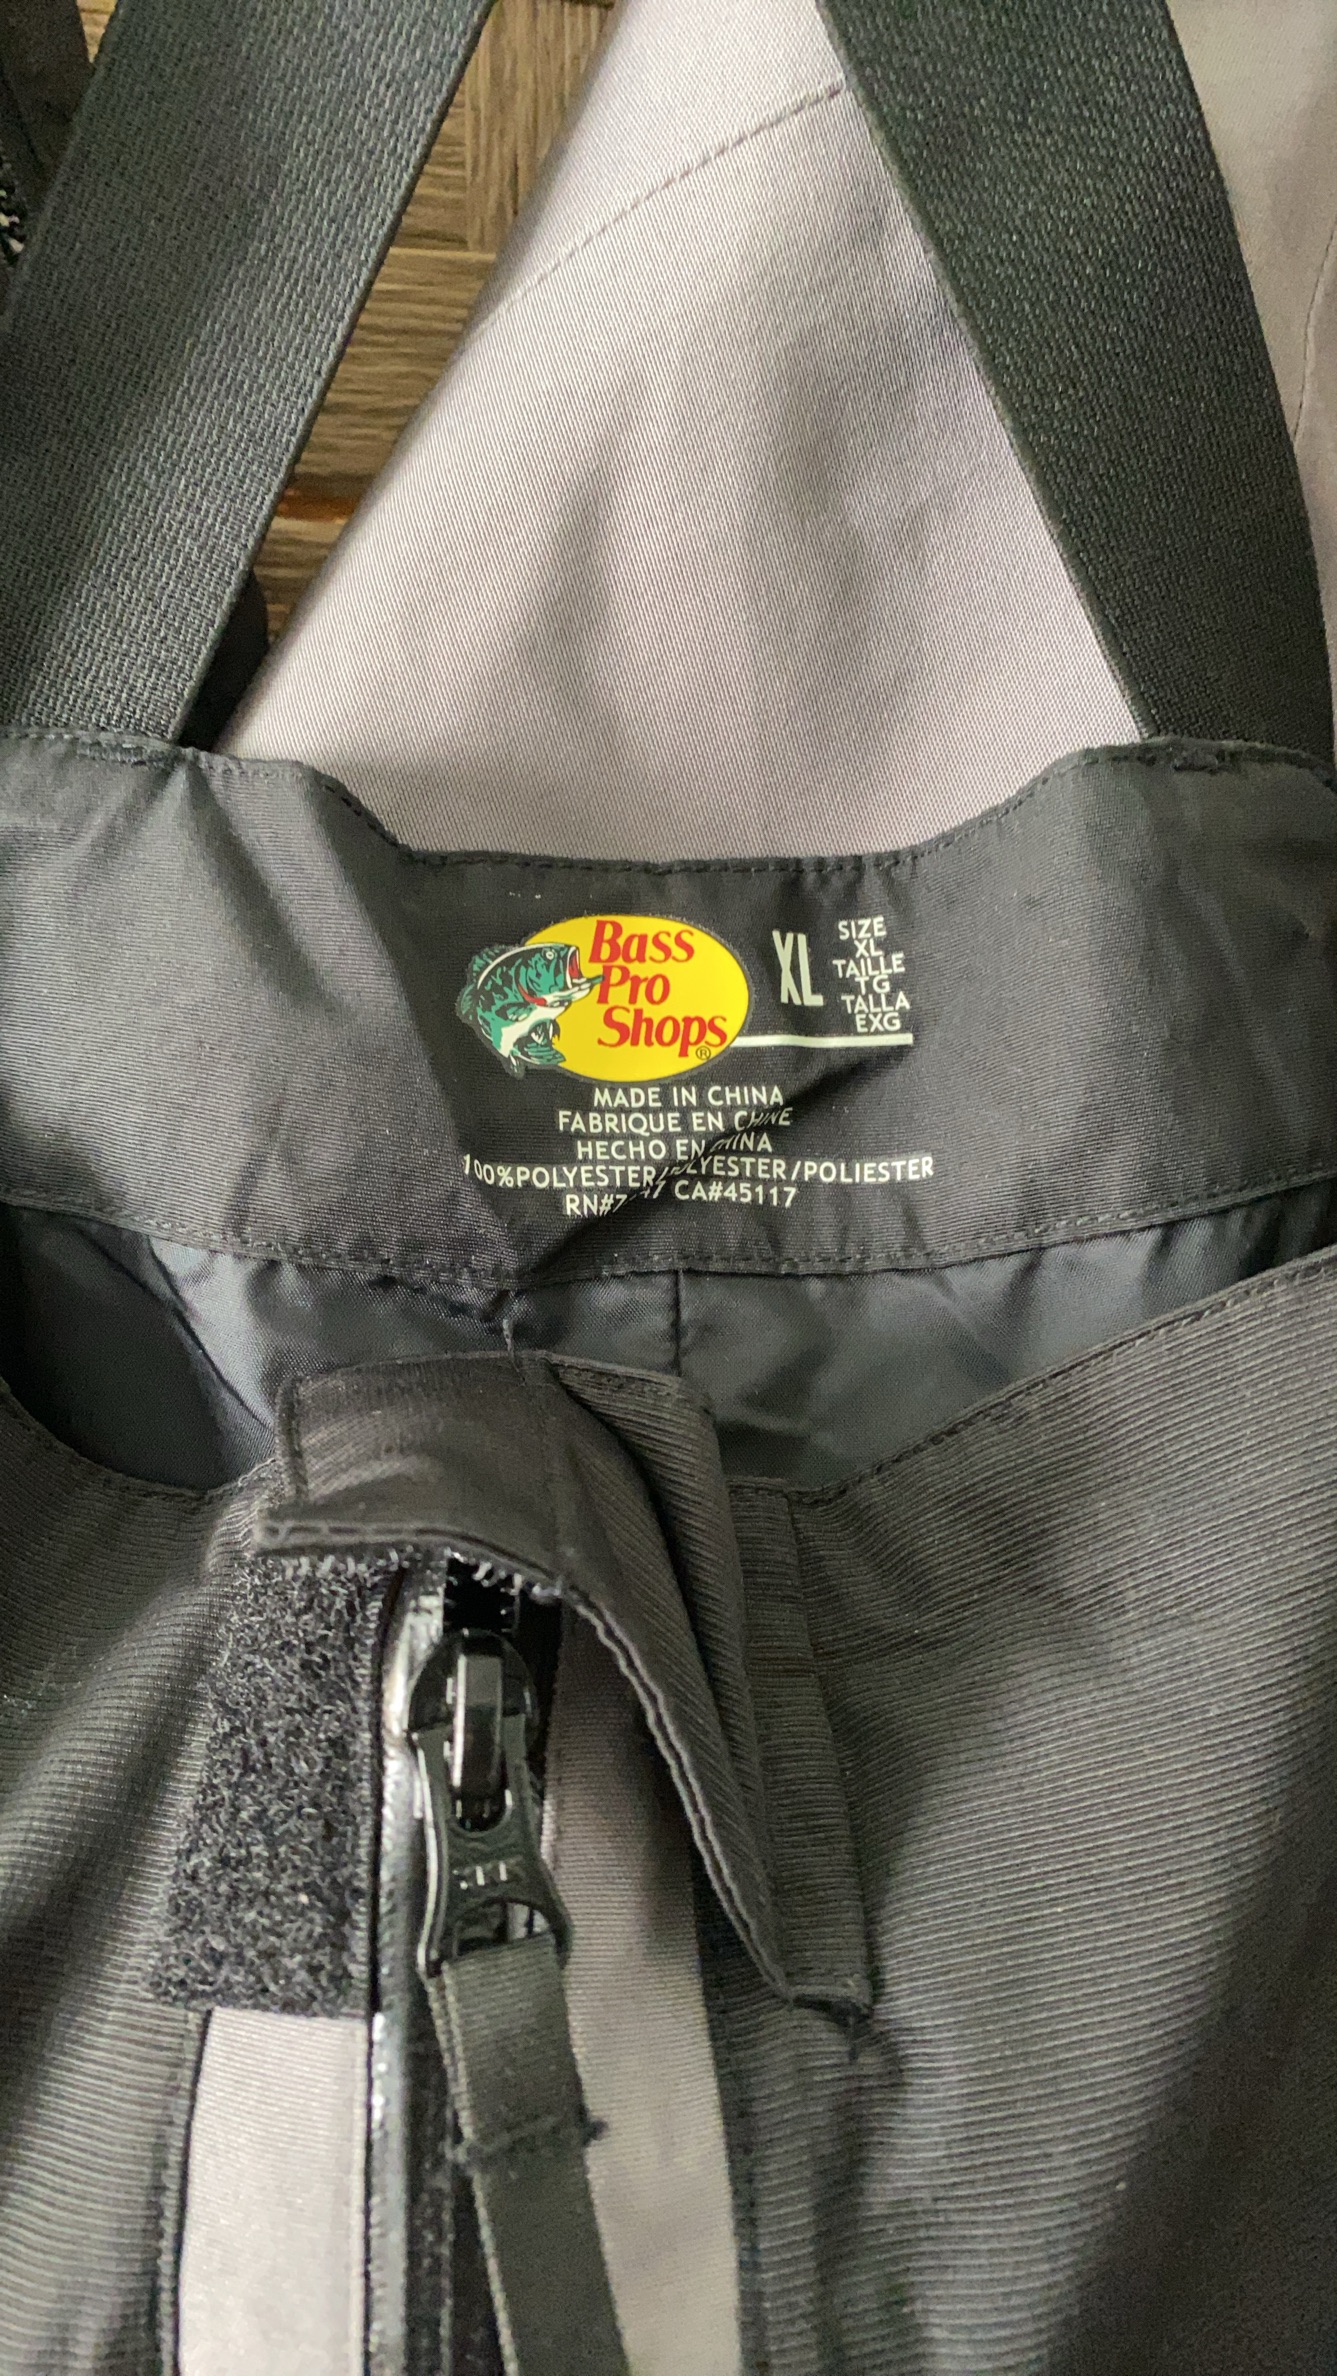 Bass
Pro
Shops®
XL
SIZE
XL
TAILLE
TG
TALLA
EXG
MADE IN CHINA
FABRIQUE EN CHINE
HECHO EN CHINA
100%POLYESTER/POLYESTER/POLIESTER
CA#45117